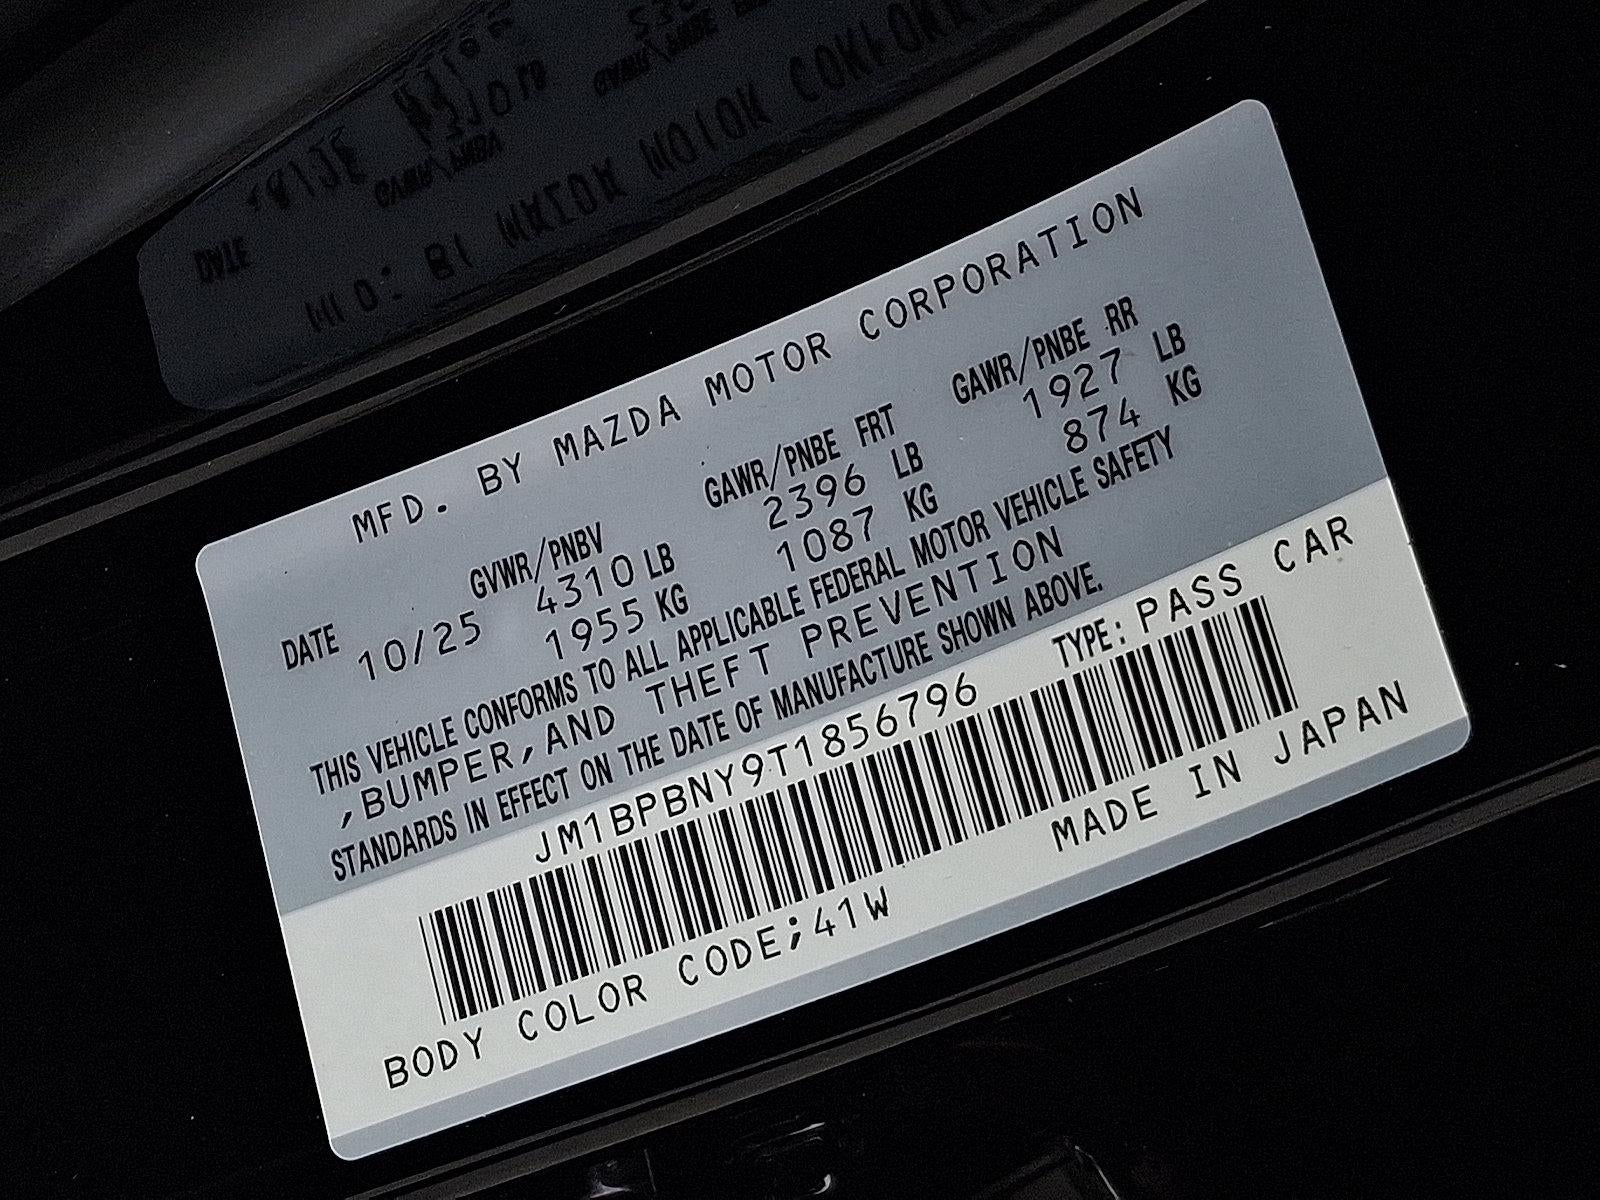 MFD. BY MAZDA MOTOR CORPORATION
DATE 10/25
GVWR/PNBV
4310 LB
1955 KG
GAWR/PNBE FRT
2396 LB
1087 KG
GAWR/PNBE RR
1927 LB
874 KG
THIS VEHICLE CONFORMS TO ALL APPLICABLE FEDERAL MOTOR VEHICLE SAFETY
,BUMPER,AND THEFT PREVENTION
STANDARDS IN EFFECT ON THE DATE OF MANUFACTURE SHOWN ABOVE.
JM1BPBNY9T1856796 TYPE: PASS CAR
BODY COLOR CODE;41W MADE IN JAPAN